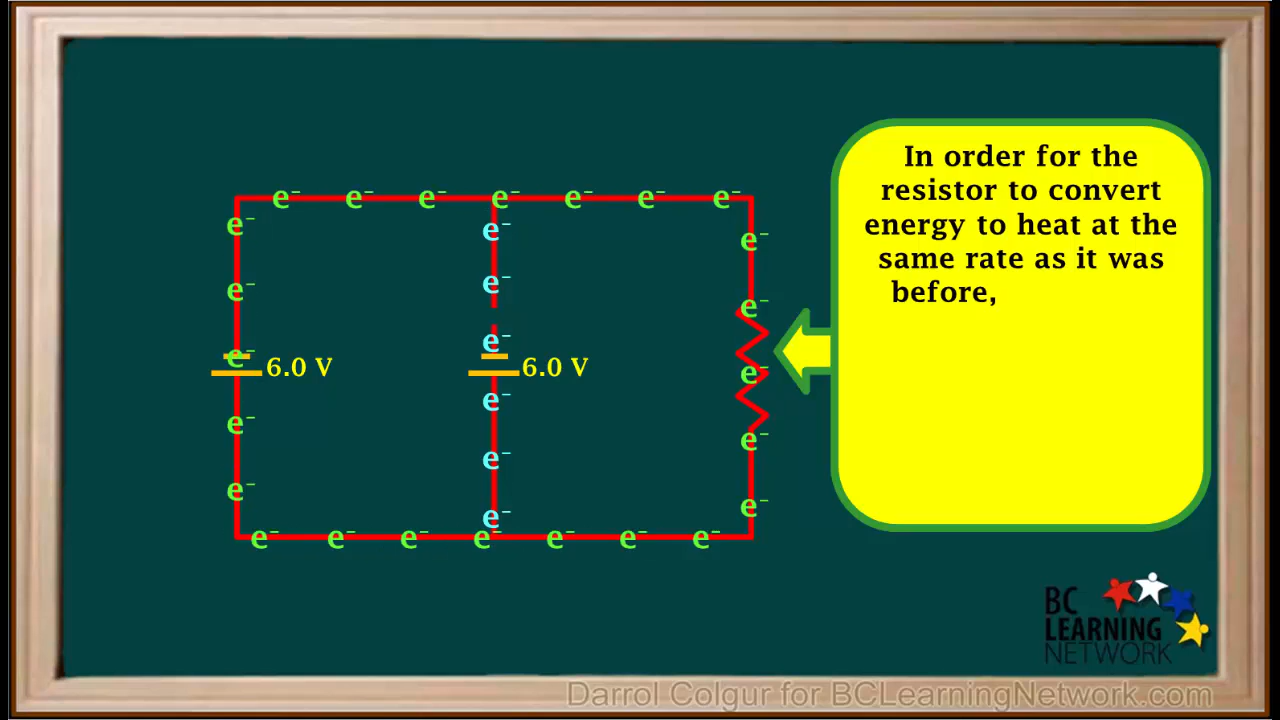 In order for the
resistor to convert
energy to heat at the
same rate as it was
before,
e⁻ e⁻ e⁻ e⁻ e⁻ e⁻ e⁻
e⁻ e⁻
e⁻
e⁻ e⁻
e⁻ e⁻
e⁻ e⁻
6.0 V 6.0 V
e⁻ e⁻
e⁻ e⁻
e⁻
e⁻ e⁻
e⁻ e⁻
e⁻ e⁻ e⁻ e⁻ e⁻ e⁻ e⁻
BC
LEARNING
NETWORK
Darrol Colgur for BCLearningNetwork.com